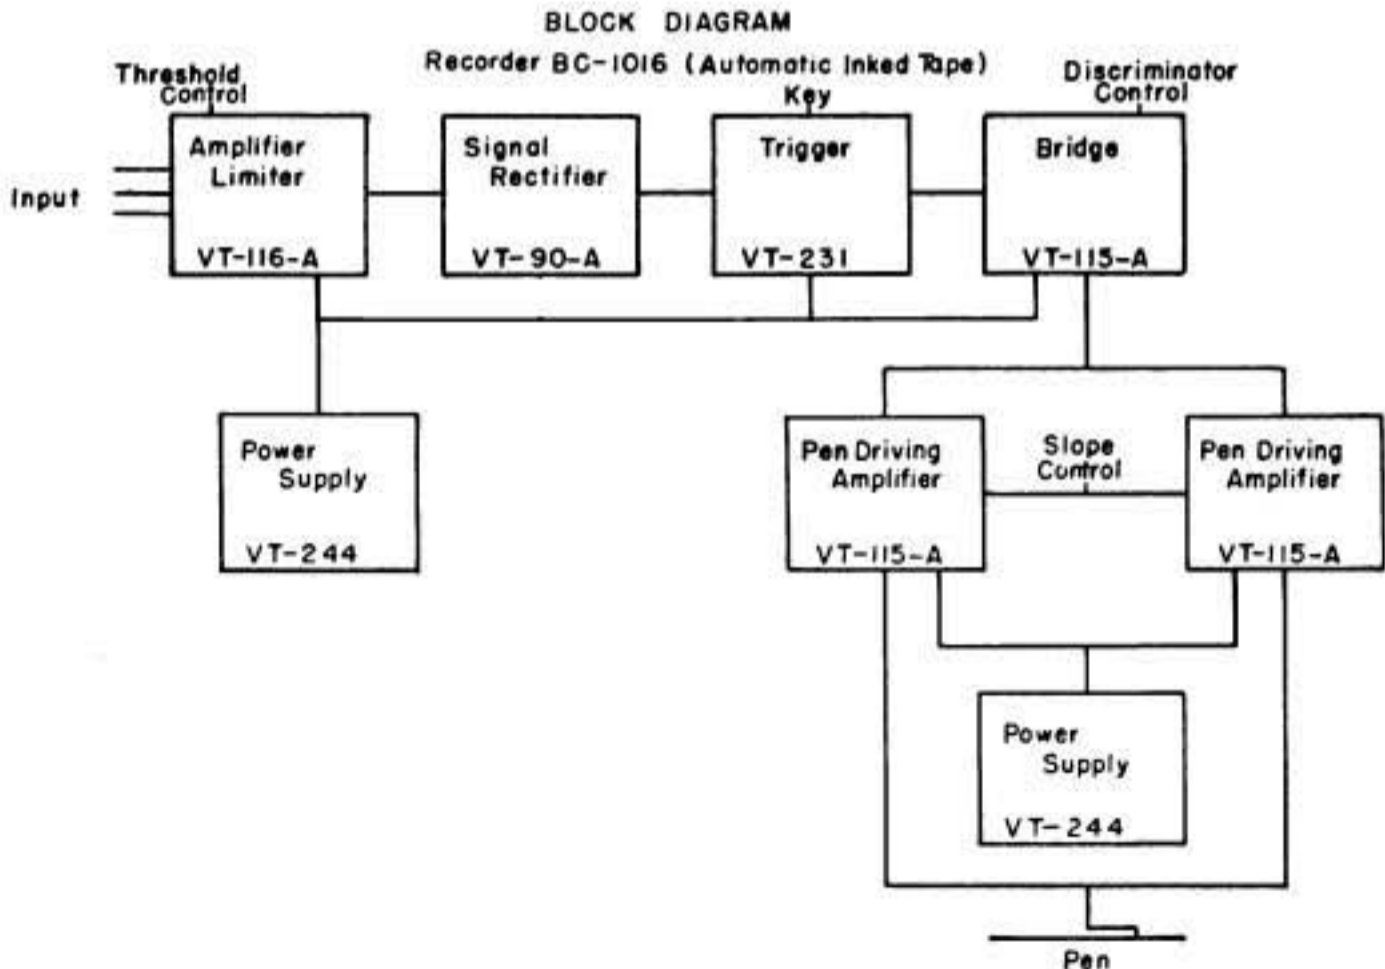 BLOCK DIAGRAM
Recorder BC-1016 (Automatic Inked Tape)
Threshold
Control
Key
Discriminator
Control
Input
Amplifier
Limiter
VT-116-A
Signal
Rectifier
VT-90-A
Trigger
VT-231
Bridge
VT-115-A
Power
Supply
VT-244
Pen Driving
Amplifier
VT-115-A
Slope
Control
Pen Driving
Amplifier
VT-115-A
Power
Supply
VT-244
Pen